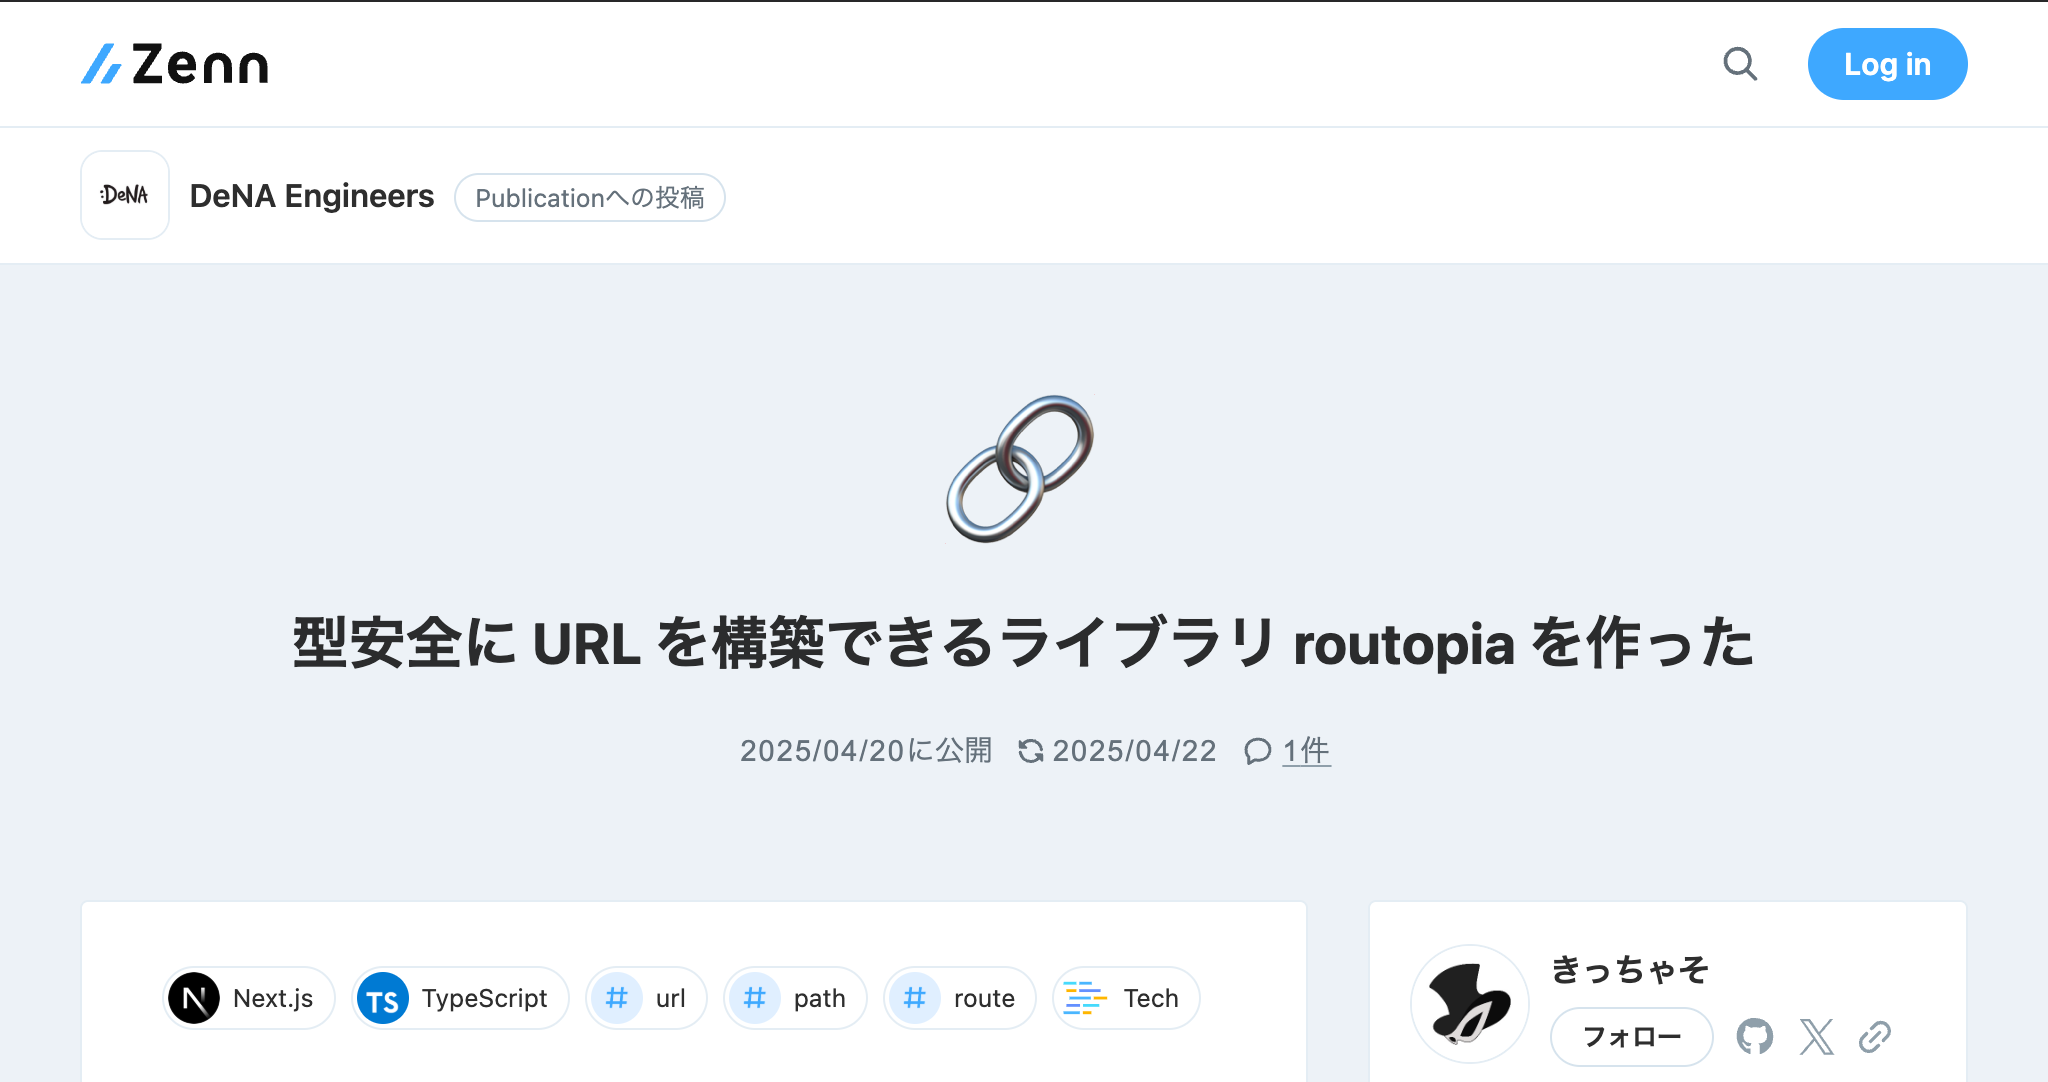 Zenn
Log in
:DeNA
DeNA Engineers
Publicationへの投稿
型安全に URL を構築できるライブラリ routopia を作った
2025/04/20に公開 2025/04/22 1件
Next.js
TS TypeScript
# url
# path
# route
Tech
きっちゃそ
フォロー